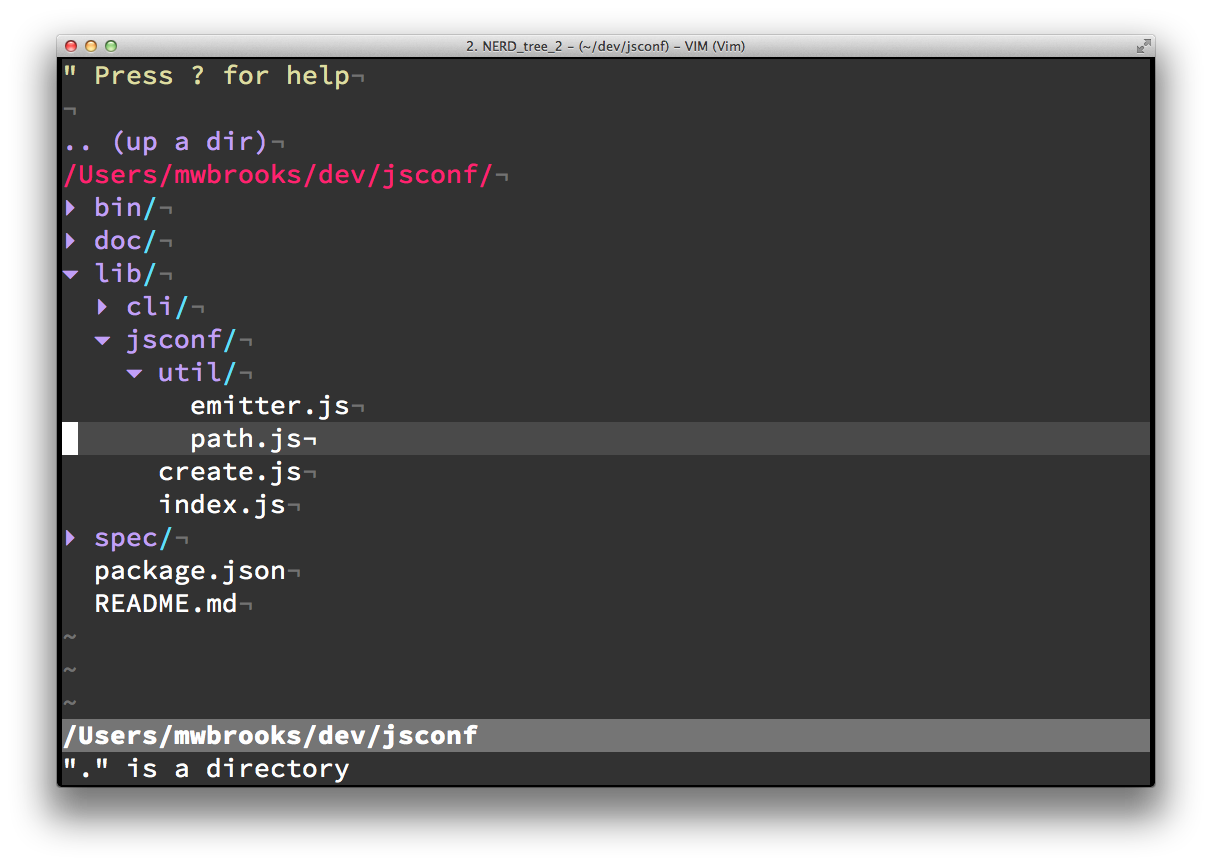 2. NERD_tree_2 – (~/dev/jsconf) – VIM (Vim)
" Press ? for help¬
¬
.. (up a dir)¬
/Users/mwbrooks/dev/jsconf/¬
▸ bin/¬
▸ doc/¬
▾ lib/¬
  ▸ cli/¬
  ▾ jsconf/¬
    ▾ util/¬
        emitter.js¬
        path.js¬
      create.js¬
      index.js¬
▸ spec/¬
  package.json¬
  README.md¬
~
~
~
/Users/mwbrooks/dev/jsconf
"." is a directory